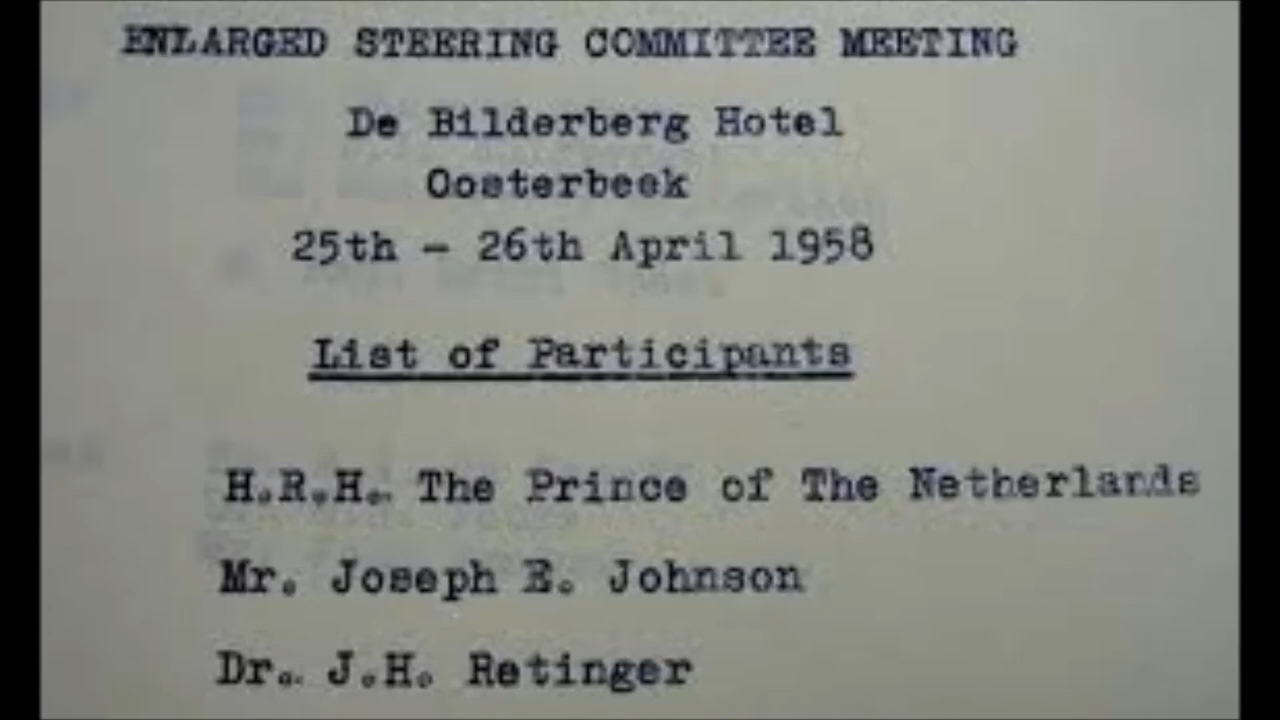 ENLARGED STEERING COMMITTEE MEETING
De Bilderberg Hotel
Oosterbeek
25th - 26th April 1958
List of Participants
H.R.H. The Prince of The Netherlands
Mr. Joseph E. Johnson
Dr. J.H. Retinger